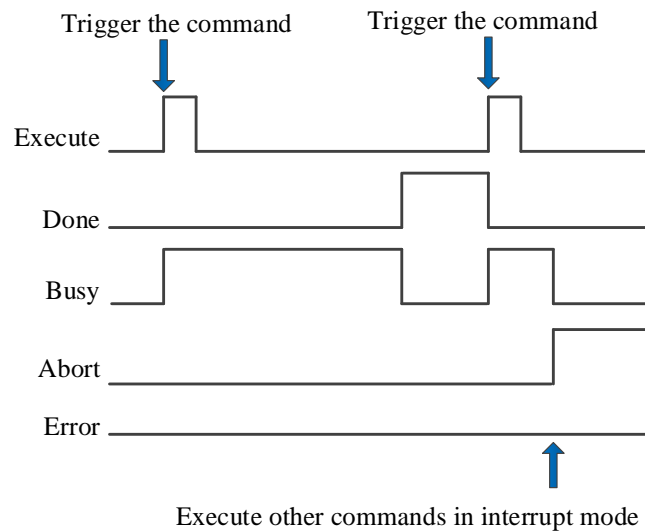 Trigger the command
Trigger the command
Execute
Done
Busy
Abort
Error
Execute other commands in interrupt mode